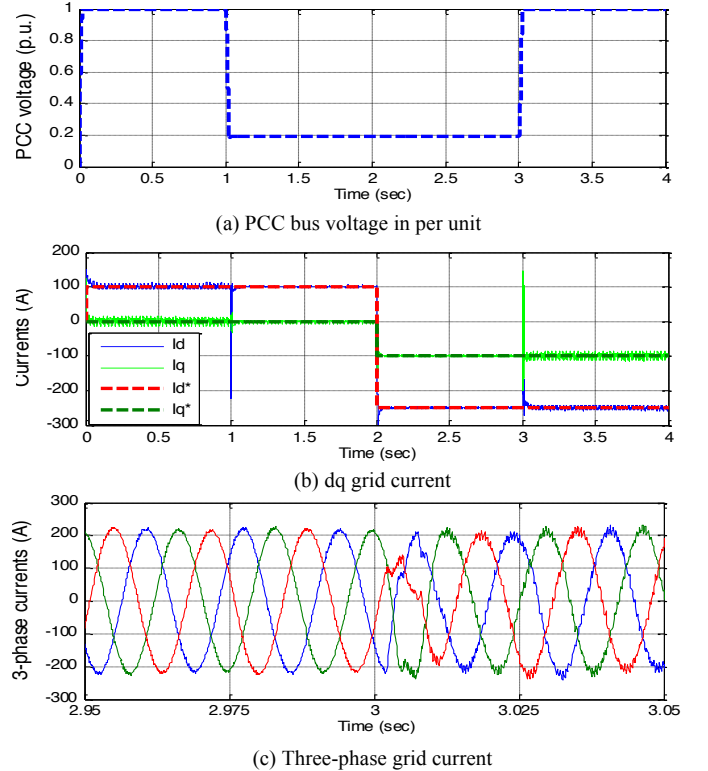 1
0.8
0.6
0.4
0.2
0
PCC voltage (p.u.)
0 0.5 1 1.5 2 2.5 3 3.5 4
Time (sec)
(a) PCC bus voltage in per unit
200
100
0
-100
-200
-300
Currents (A)
Id
Iq
Id*
Iq*
0 0.5 1 1.5 2 2.5 3 3.5 4
Time (sec)
(b) dq grid current
300
200
100
0
-100
-200
-300
3-phase currents (A)
2.95 2.975 3 3.025 3.05
Time (sec)
(c) Three-phase grid current